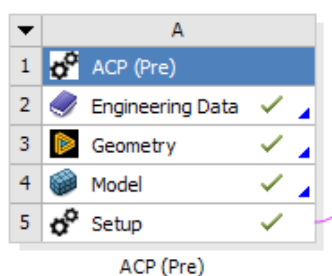 A
1 ACP (Pre)
2 Engineering Data
3 Geometry
4 Model
5 Setup
ACP (Pre)